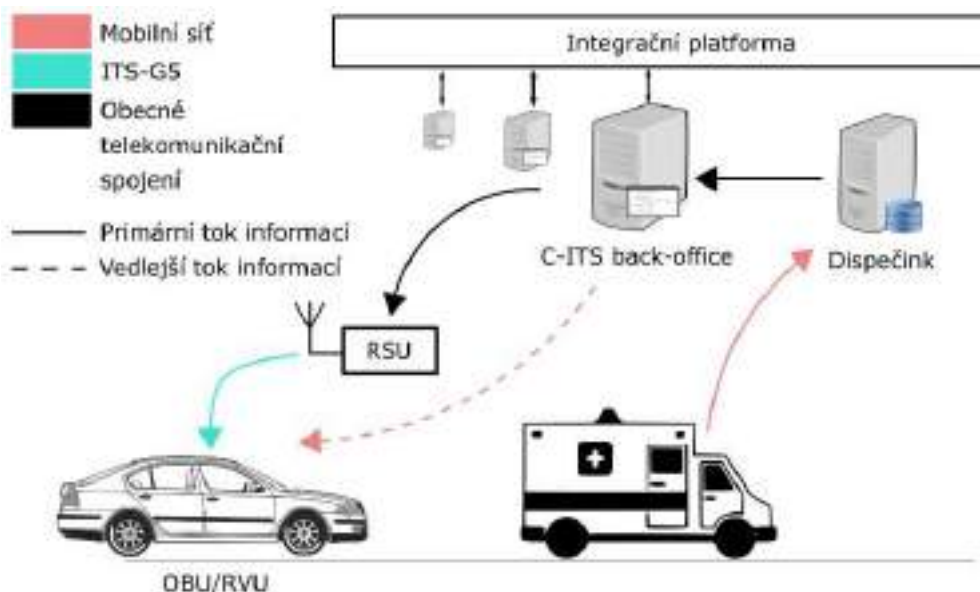 Mobilní síť
ITS-G5
Obecné
telekomunikační
spojení
Primární tok informací
Vedlejší tok informací
Integrační platforma
C-ITS back-office
Dispečink
RSU
OBU/RVU